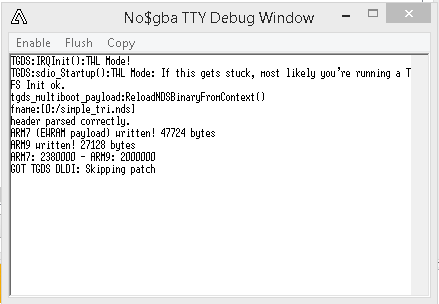 No$gba TTY Debug Window
Enable Flush Copy
TGDS:IRQInit():TWL Mode!
TGDS:sdio_Startup():TWL Mode: If this gets stuck, most likely you're running a T
FS Init ok.
tgds_multiboot_payload:ReloadNDSBinaryFromContext()
fname:[0:/simple_tri.nds]
header parsed correctly.
ARM7 (EWRAM payload) written! 47724 bytes
ARM9 written! 27128 bytes
ARM7: 2380000 - ARM9: 2000000
GOT TGDS DLDI: Skipping patch